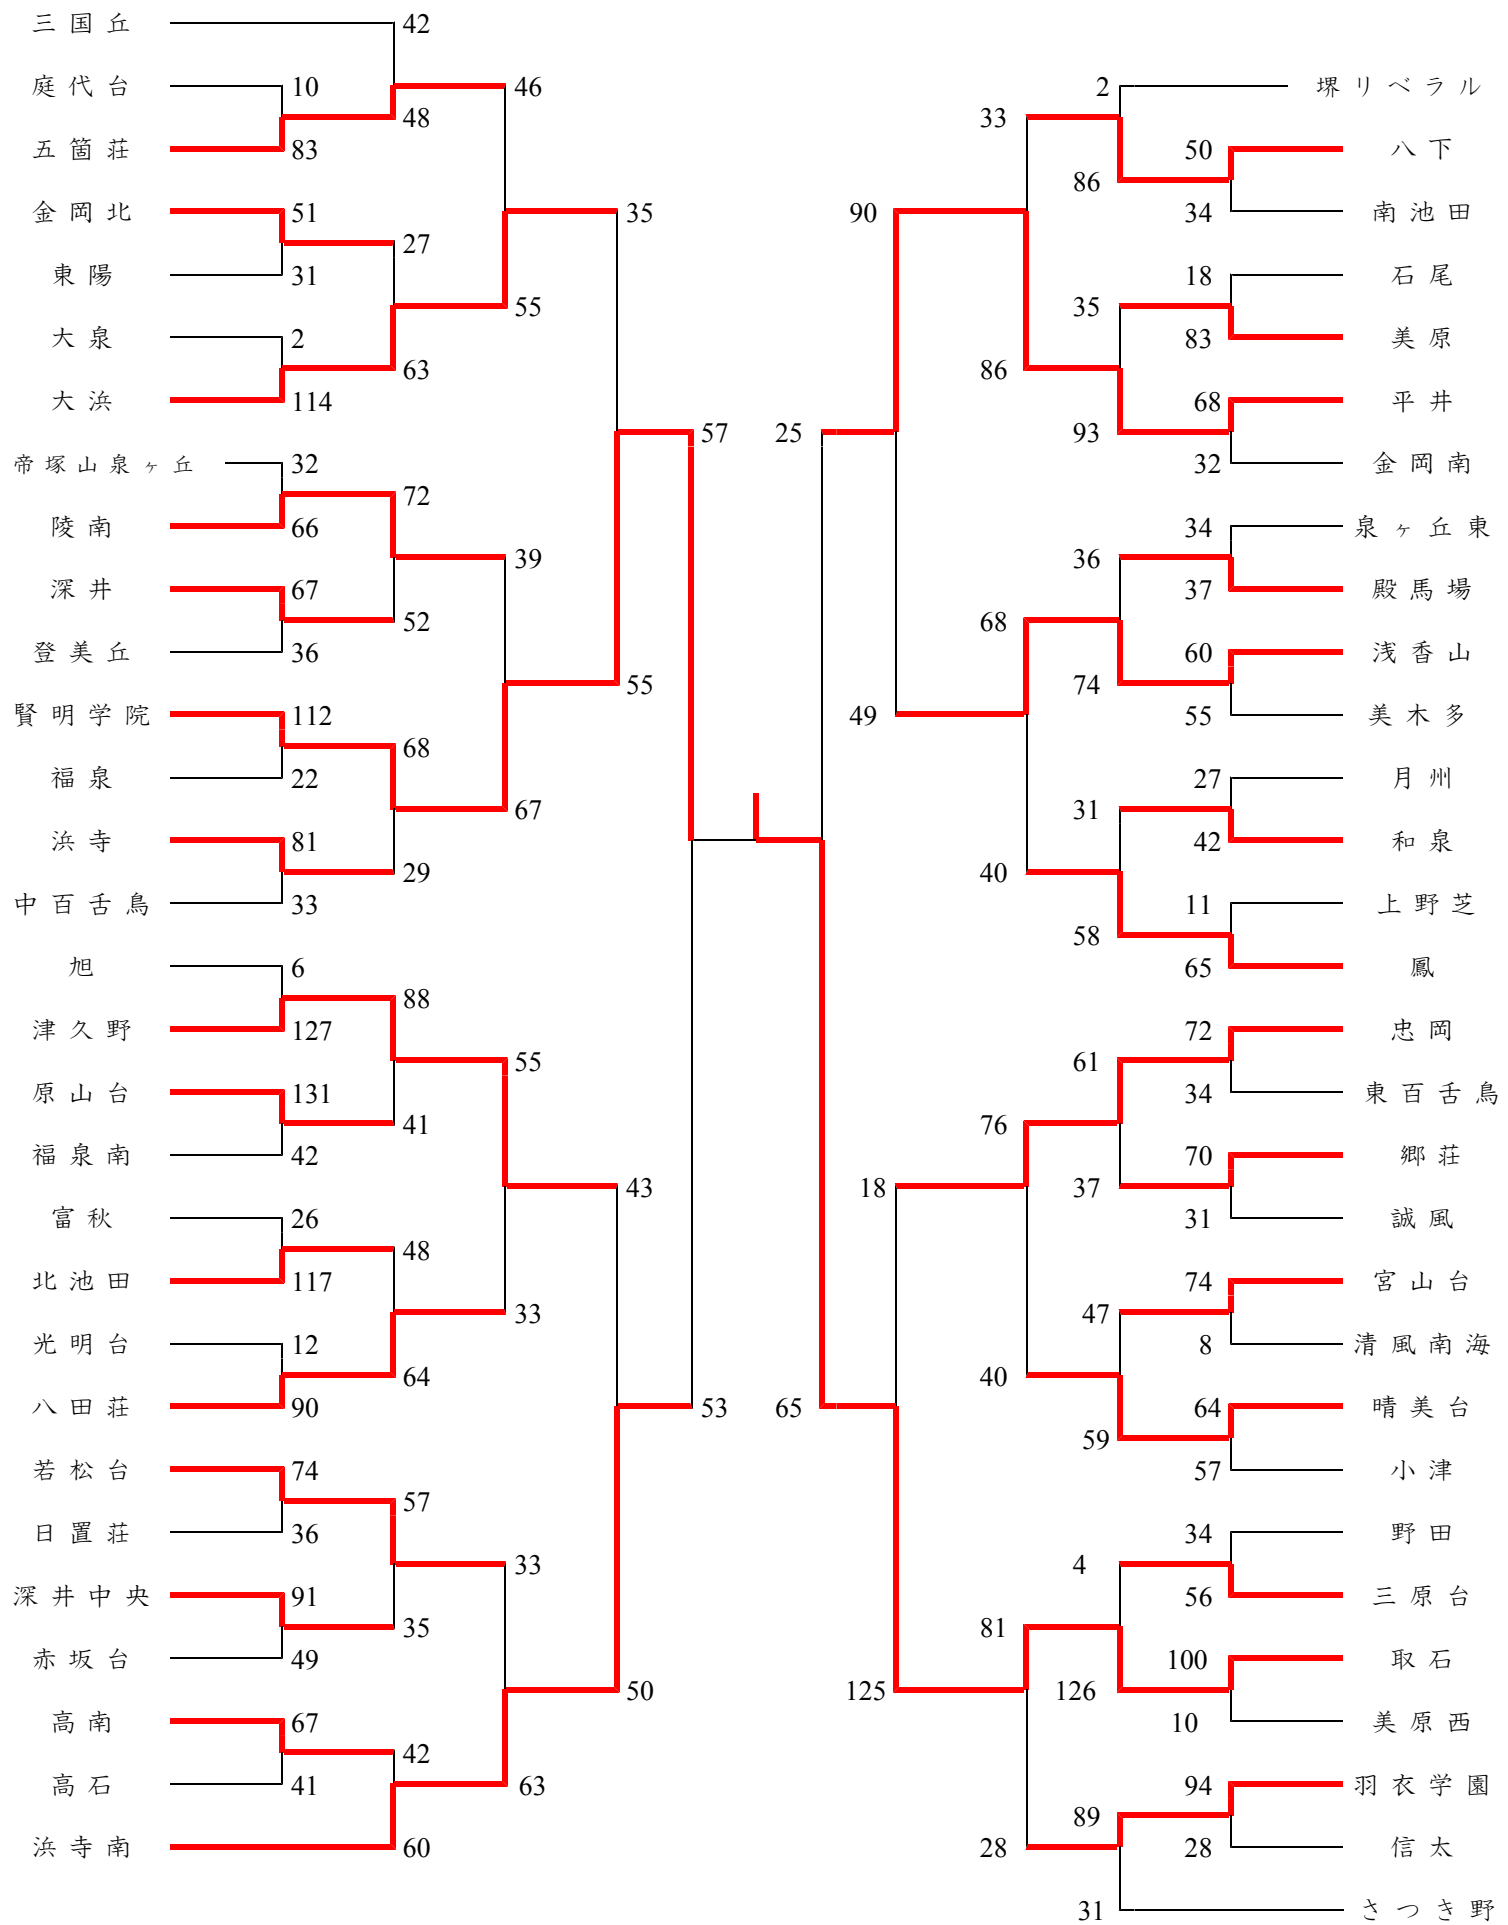 三国丘 42
庭代台 10
五箇荘 83
48
46
金岡北 51
東陽 31
27
大泉 2
大浜 114
63
55
35
帝塚山泉ヶ丘 32
陵南 66
72
深井 67
登美丘 36
52
39
賢明学院 112
福泉 22
68
浜寺 81
中百舌鳥 33
29
67
55
57
旭 6
津久野 127
88
原山台 131
福泉南 42
41
55
富秋 26
北池田 117
48
光明台 12
八田荘 90
64
33
43
若松台 74
日置荘 36
57
深井中央 91
赤坂台 49
35
33
高南 67
高石 41
42
浜寺南 60
63
50
53
2 堺リベラル
50 八下
34 南池田
86
33
18 石尾
83 美原
35
68 平井
32 金岡南
93
86
90
34 泉ヶ丘東
37 殿馬場
36
60 浅香山
55 美木多
74
68
27 月州
42 和泉
31
11 上野芝
65 鳳
58
40
49
25
72 忠岡
34 東百舌鳥
61
70 郷荘
31 誠風
37
76
74 宮山台
8 清風南海
47
64 晴美台
57 小津
59
40
18
34 野田
56 三原台
4
100 取石
10 美原西
126
81
94 羽衣学園
28 信太
89
31 さつき野
28
125
65